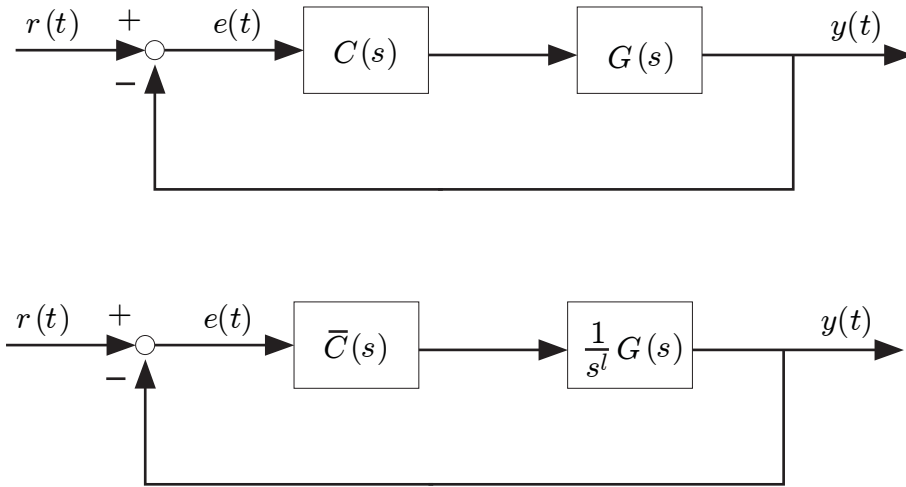 r(t) + e(t) C(s) G(s) y(t)
−
r(t) + e(t) C̅(s) 1/s^l G(s) y(t)
−